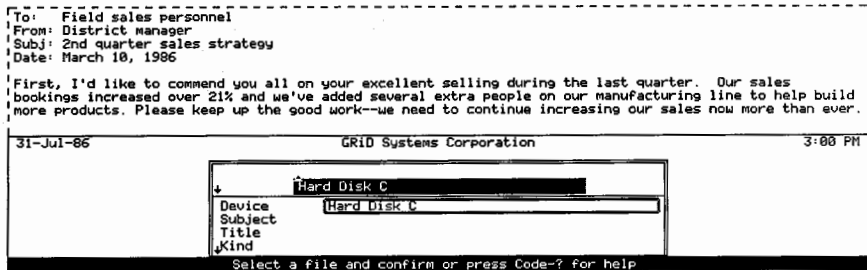 To: Field sales personnel
From: District manager
Subj: 2nd quarter sales strategy
Date: March 10, 1986
First, I'd like to commend you all on your excellent selling during the last quarter. Our sales
bookings increased over 21% and we've added several extra people on our manufacturing line to help build
more products. Please keep up the good work--we need to continue increasing our sales now more than ever.
31-Jul-86 GRiD Systems Corporation 3:00 PM
Hard Disk C
Device Hard Disk C
Subject
Title
Kind
Select a file and confirm or press Code-? for help